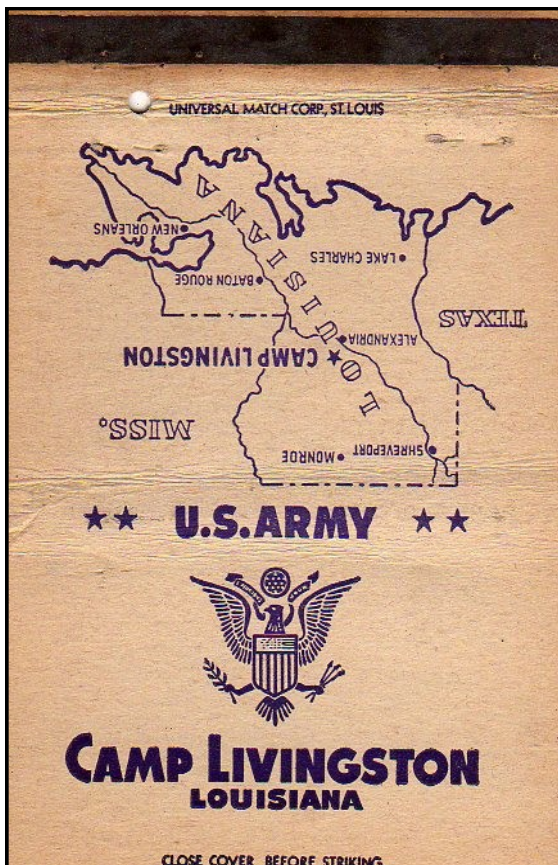 UNIVERSAL MATCH CORP., ST. LOUIS
LOUISIANA
NEW ORLEANS
LAKE CHARLES
BATON ROUGE
TEXAS
ALEXANDRIA
CAMP LIVINGSTON
MISS.
SHREVEPORT
MONROE
U.S. ARMY
CAMP LIVINGSTON
LOUISIANA
CLOSE COVER BEFORE STRIKING